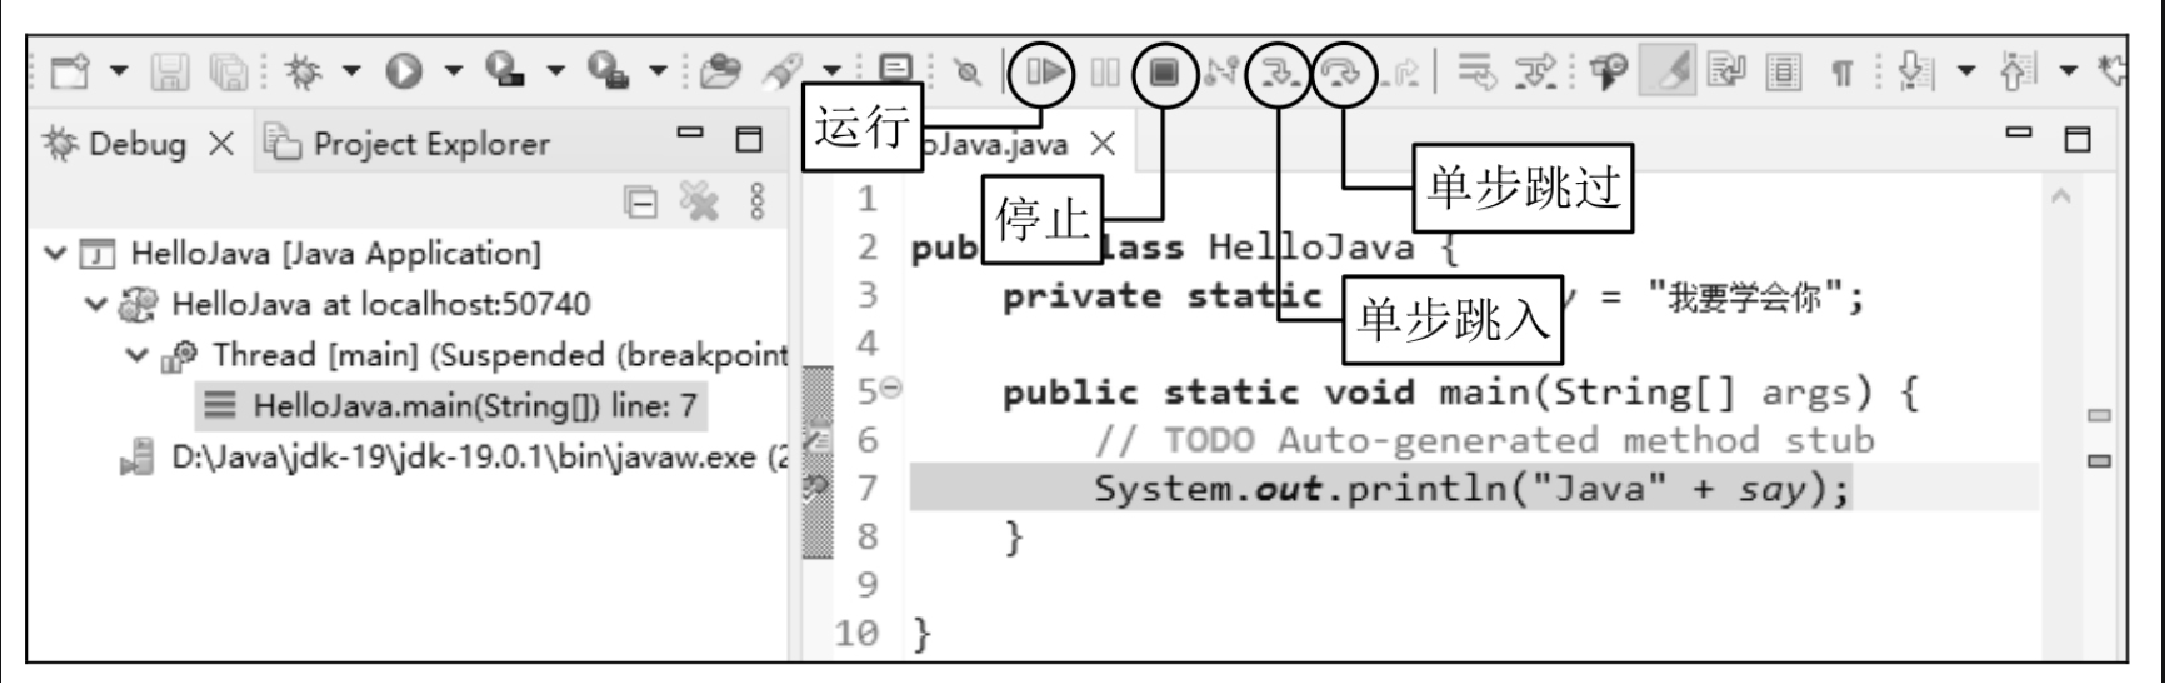 Debug
Project Explorer
运行
oJava.java
停止
单步跳过
单步跳入
HelloJava [Java Application]
HelloJava at localhost:50740
Thread [main] (Suspended (breakpoint
HelloJava.main(String[]) line: 7
D:\Java\jdk-19\jdk-19.0.1\bin\javaw.exe (2
1
2 pub lass HelloJava {
3 private static y = "我要学会你";
4
5 public static void main(String[] args) {
6 // TODO Auto-generated method stub
7 System.out.println("Java" + say);
8 }
9
10 }